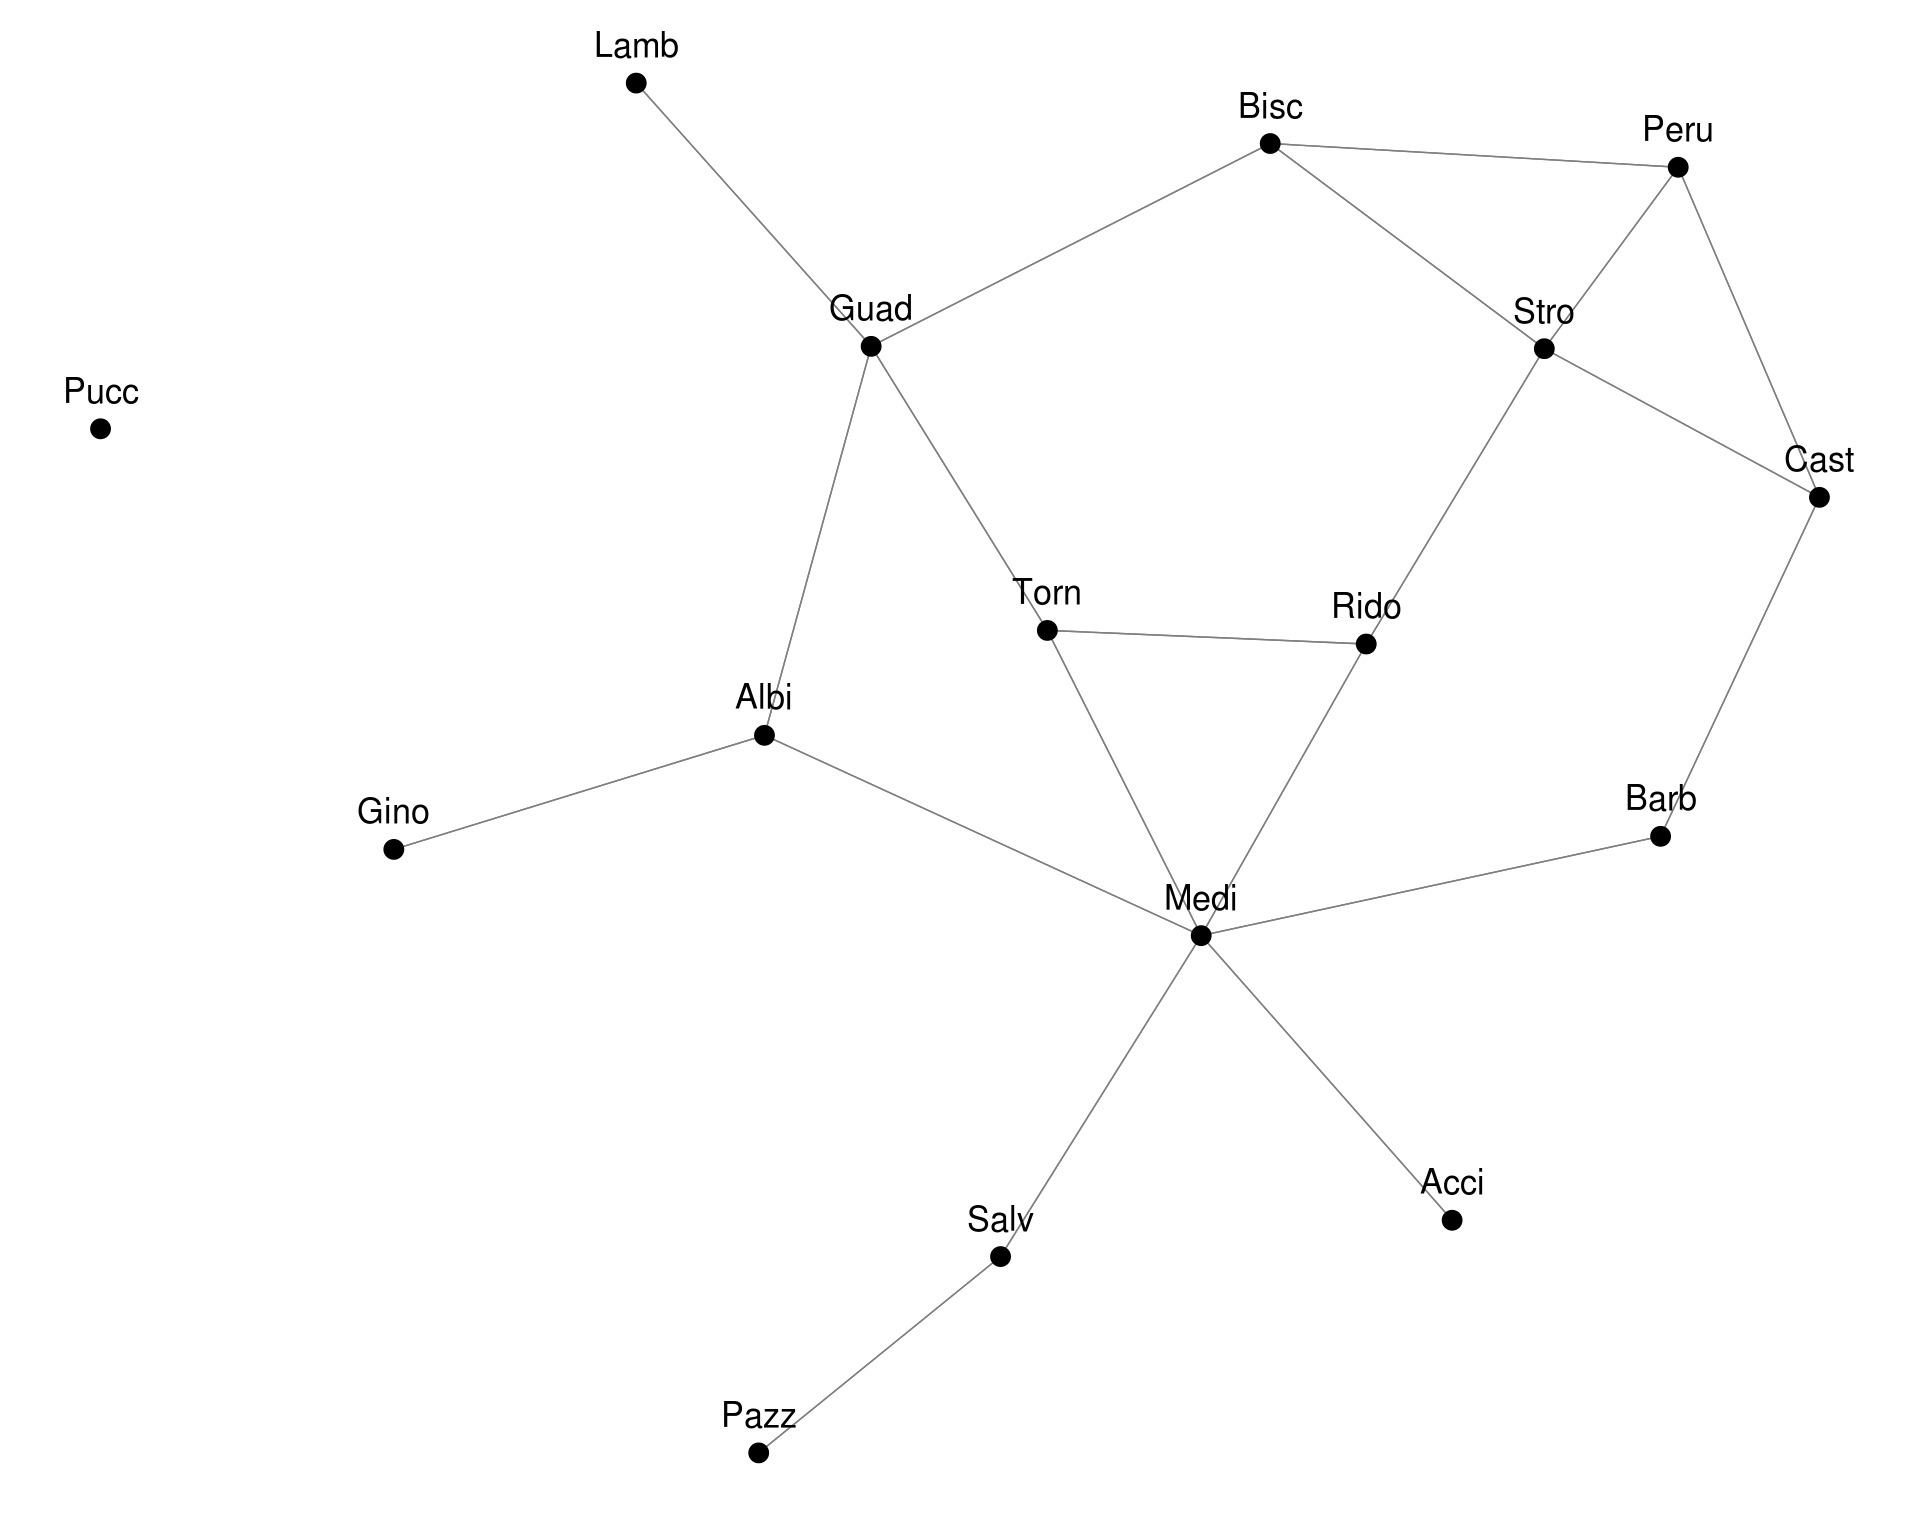 Lamb
Bisc
Peru
Guad
Stro
Pucc
Cast
Torn
Rido
Albi
Barb
Gino
Medi
Acci
Salv
Pazz